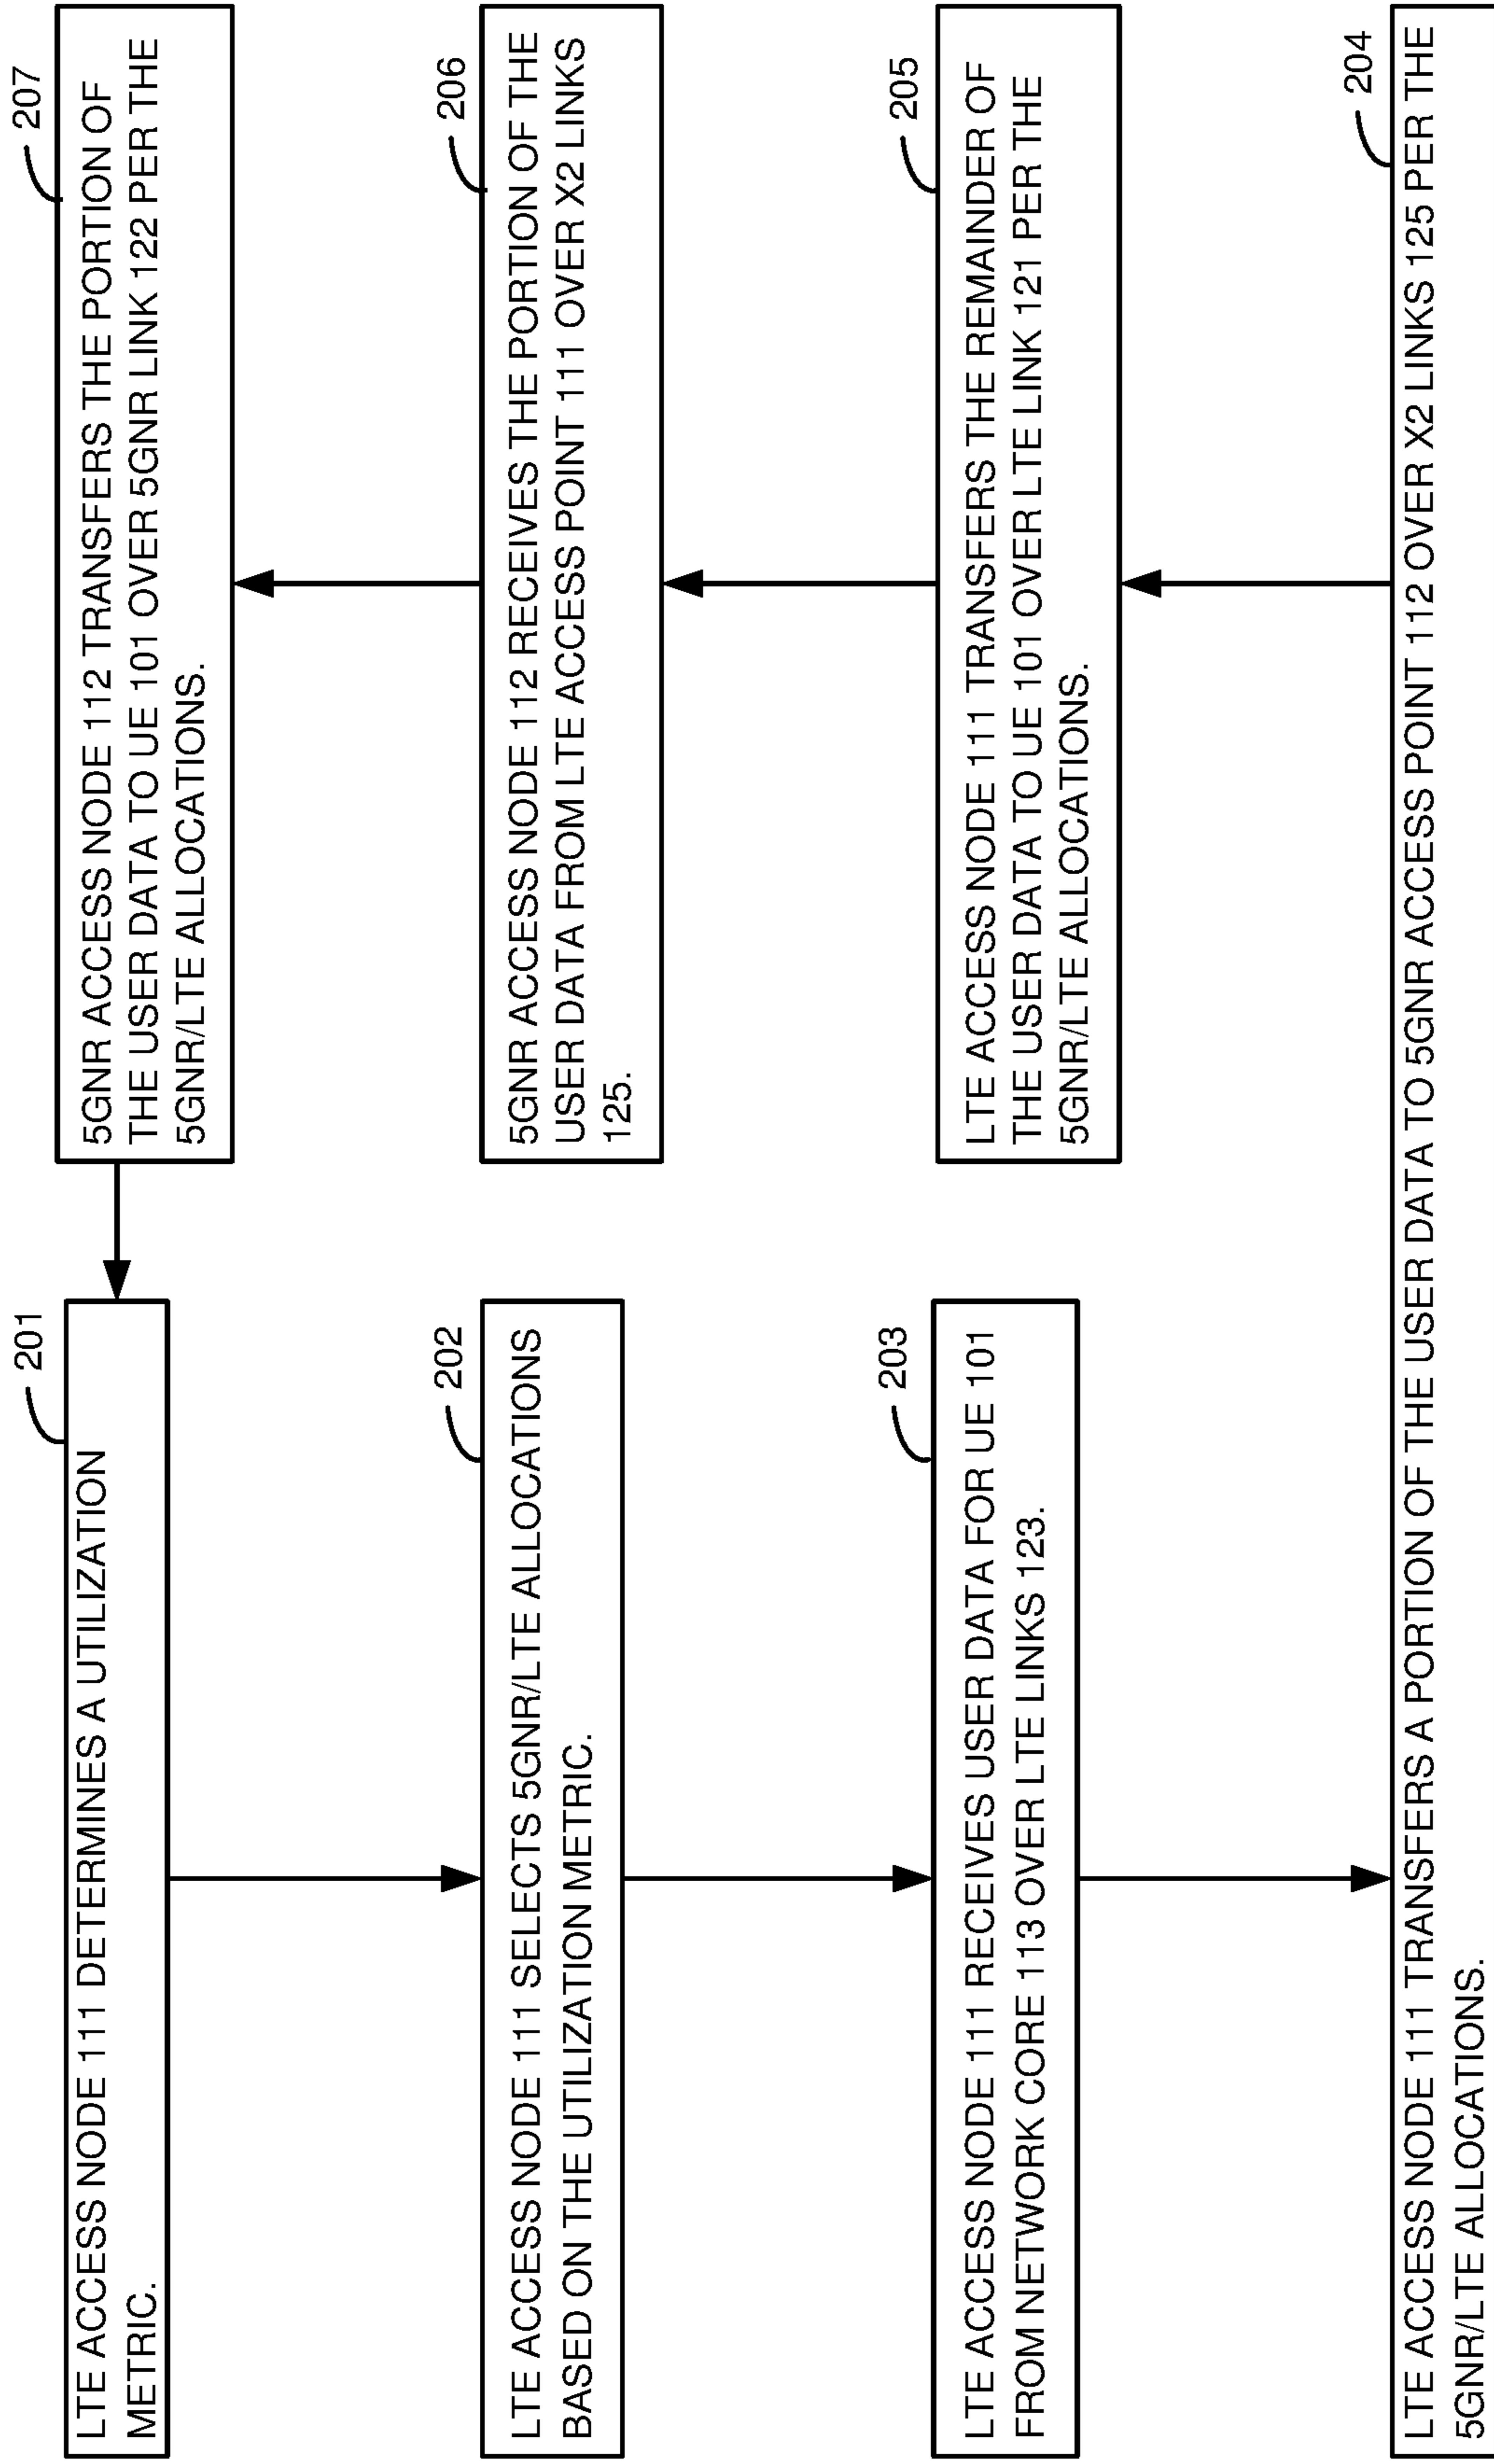 201
LTE ACCESS NODE 111 DETERMINES A UTILIZATION
METRIC.
202
LTE ACCESS NODE 111 SELECTS 5GNR/LTE ALLOCATIONS
BASED ON THE UTILIZATION METRIC.
203
LTE ACCESS NODE 111 RECEIVES USER DATA FOR UE 101
FROM NETWORK CORE 113 OVER LTE LINKS 123.
204
LTE ACCESS NODE 111 TRANSFERS A PORTION OF THE USER DATA TO 5GNR ACCESS POINT 112 OVER X2 LINKS 125 PER THE
5GNR/LTE ALLOCATIONS.
205
LTE ACCESS NODE 111 TRANSFERS THE REMAINDER OF
THE USER DATA TO UE 101 OVER LTE LINK 121 PER THE
5GNR/LTE ALLOCATIONS.
206
5GNR ACCESS NODE 112 RECEIVES THE PORTION OF THE
USER DATA FROM LTE ACCESS POINT 111 OVER X2 LINKS
125.
207
5GNR ACCESS NODE 112 TRANSFERS THE PORTION OF
THE USER DATA TO UE 101 OVER 5GNR LINK 122 PER THE
5GNR/LTE ALLOCATIONS.